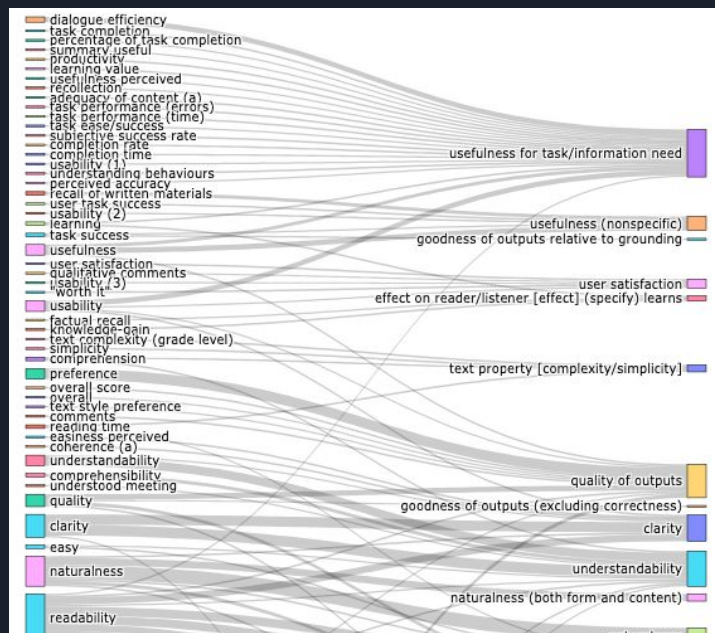 dialogue efficiency
task completion
percentage of task completion
summary useful
productivity
learning value
usefulness perceived
recollection
adequacy of content (a)
task performance (errors)
task performance (time)
task ease/success
subjective success rate
completion rate
completion time
usability (1)
understanding behaviours
perceived accuracy
recall of written materials
user task success
usability (2)
learning
task success
usefulness
user satisfaction
qualitative comments
usability (3)
"worth it"
usability
factual recall
knowledge-gain
text complexity (grade level)
simplicity
comprehension
preference
overall score
overall
text style preference
comments
reading time
easiness perceived
coherence (a)
understandability
comprehensibility
understood meeting
quality
clarity
easy
naturalness
readability
usefulness for task/information need
usefulness (nonspecific)
goodness of outputs relative to grounding
user satisfaction
effect on reader/listener [effect] (specify) learns
text property [complexity/simplicity]
quality of outputs
goodness of outputs (excluding correctness)
clarity
understandability
naturalness (both form and content)